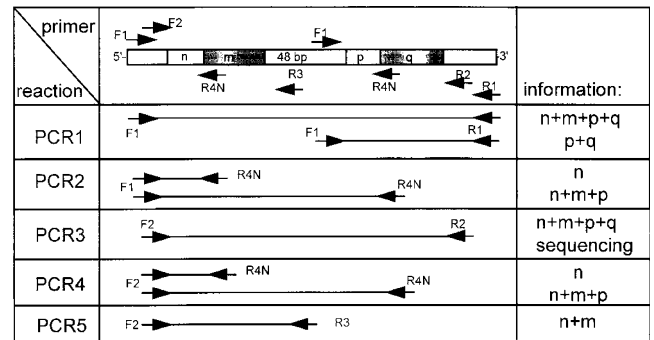 primer
reaction
F1 F2 F1
5'- n m 48 bp p q -3'
R4N R3 R4N R2 R1
information:
PCR1
F1 F1 R1
n+m+p+q
p+q
PCR2
F1 R4N R4N
n
n+m+p
PCR3
F2 R2
n+m+p+q
sequencing
PCR4
F2 R4N R4N
n
n+m+p
PCR5
F2 R3
n+m